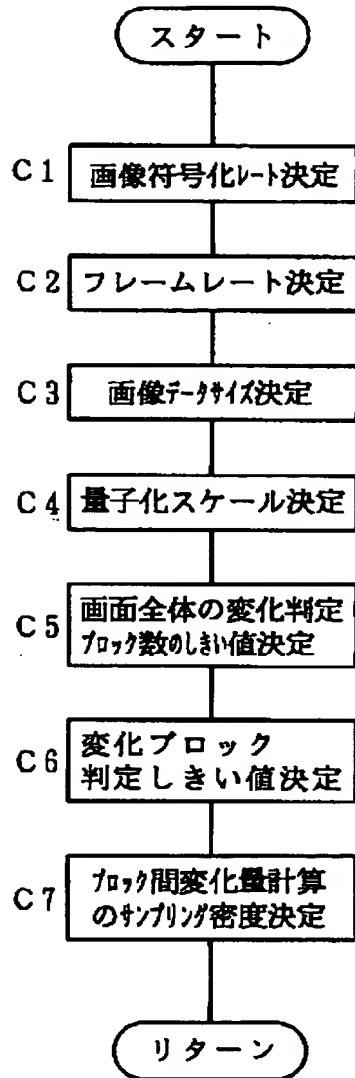 スタート
C1 画像符号化レート決定
C2 フレームレート決定
C3 画像データサイズ決定
C4 量子化スケール決定
C5 画面全体の変化判定
ブロック数のしきい値決定
C6 変化ブロック
判定しきい値決定
C7 ブロック間変化量計算
のサンプリング密度決定
リターン